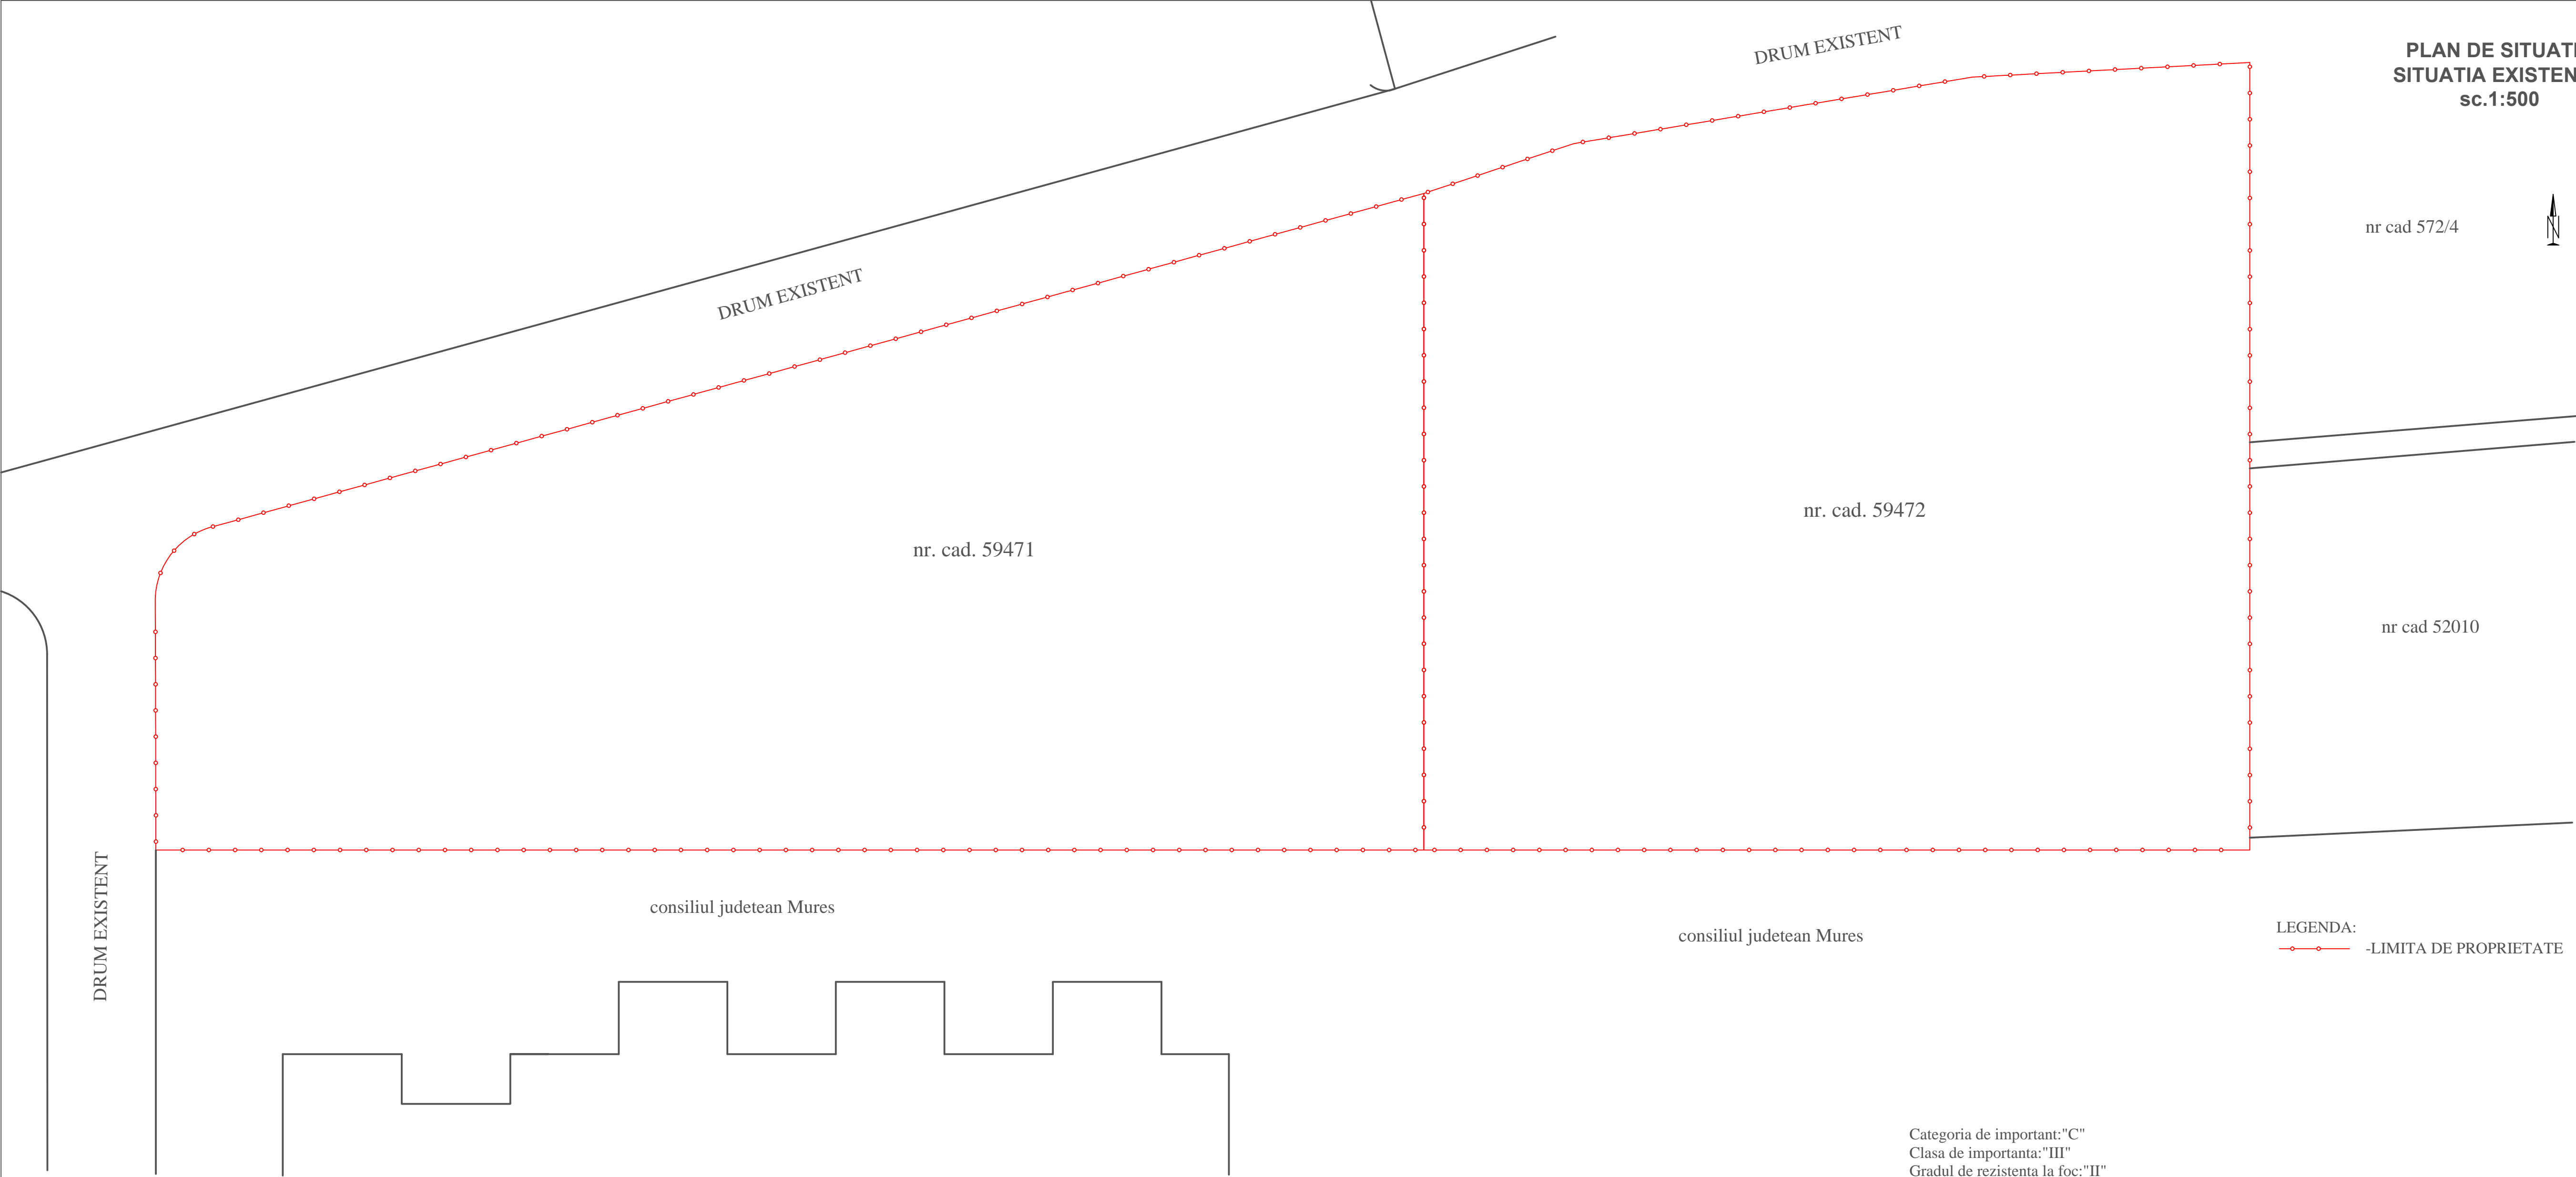 DRUM EXISTENT
PLAN DE SITUATI
SITUATIA EXISTEN
sc.1:500
nr cad 572/4
N
DRUM EXISTENT
nr. cad. 59472
nr. cad. 59471
nr cad 52010
DRUM EXISTENT
consiliul judetean Mures
consiliul judetean Mures
LEGENDA:
-LIMITA DE PROPRIETATE
Categoria de important:"C"
Clasa de importanta:"III"
Gradul de rezistenta la foc:"II"